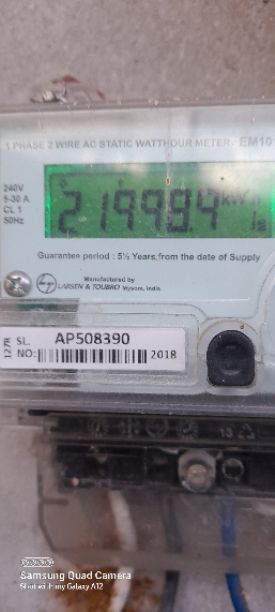 1 PHASE 2 WIRE AC STATIC WATTHOUR METER - EM10
240V
5-30 A
CL 1
50Hz
219984 kWh
Guarantee period : 5½ Years from the date of Supply
Manufactured by
LARSEN & TOUBRO Mysore, India.
127R
SL. NO: AP508390
2018
Samsung Quad Camera
Shot with my Galaxy A12